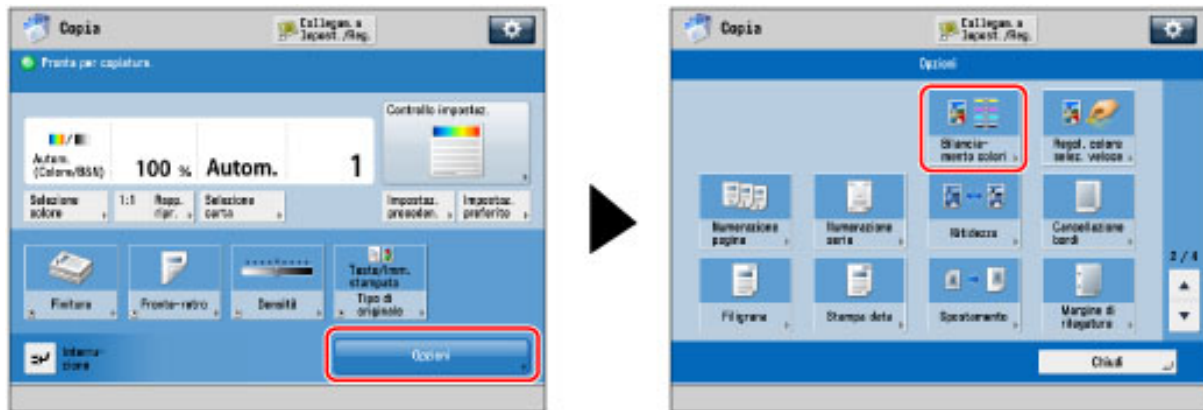 Copia
Collegam. a
Impost./Reg.
Pronta per copiatura.
Controllo impostaz.
Autom.
(Colore/B&N)
100 %
Autom.
1
Selezione
colore
1:1
Rapp.
ripr.
Selezione
carta
Impostaz.
preceden.
Impostaz.
preferite
Finitura
Fronte-retro
Densità
Testo/Imm.
stampata
Tipo di
originale
Interru-
zione
Opzioni
Copia
Collegam. a
Impost./Reg.
Opzioni
Bilancia-
mento colori
Regol. colore
selez. veloce
Numerazione
pagine
Numerazione
serie
Nitidezza
Cancellazione
bordi
2/4
Filigrana
Stampa data
Spostamento
Margine di
rilegatura
Chiudi